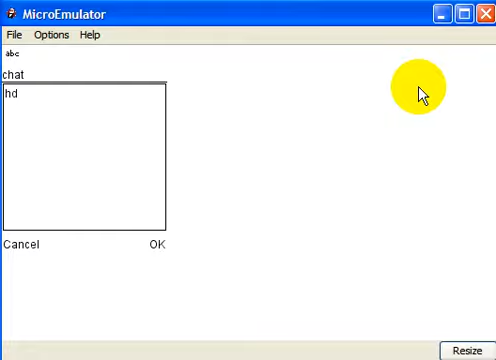 MicroEmulator
File Options Help
abc
chat
hd
Cancel OK
Resize